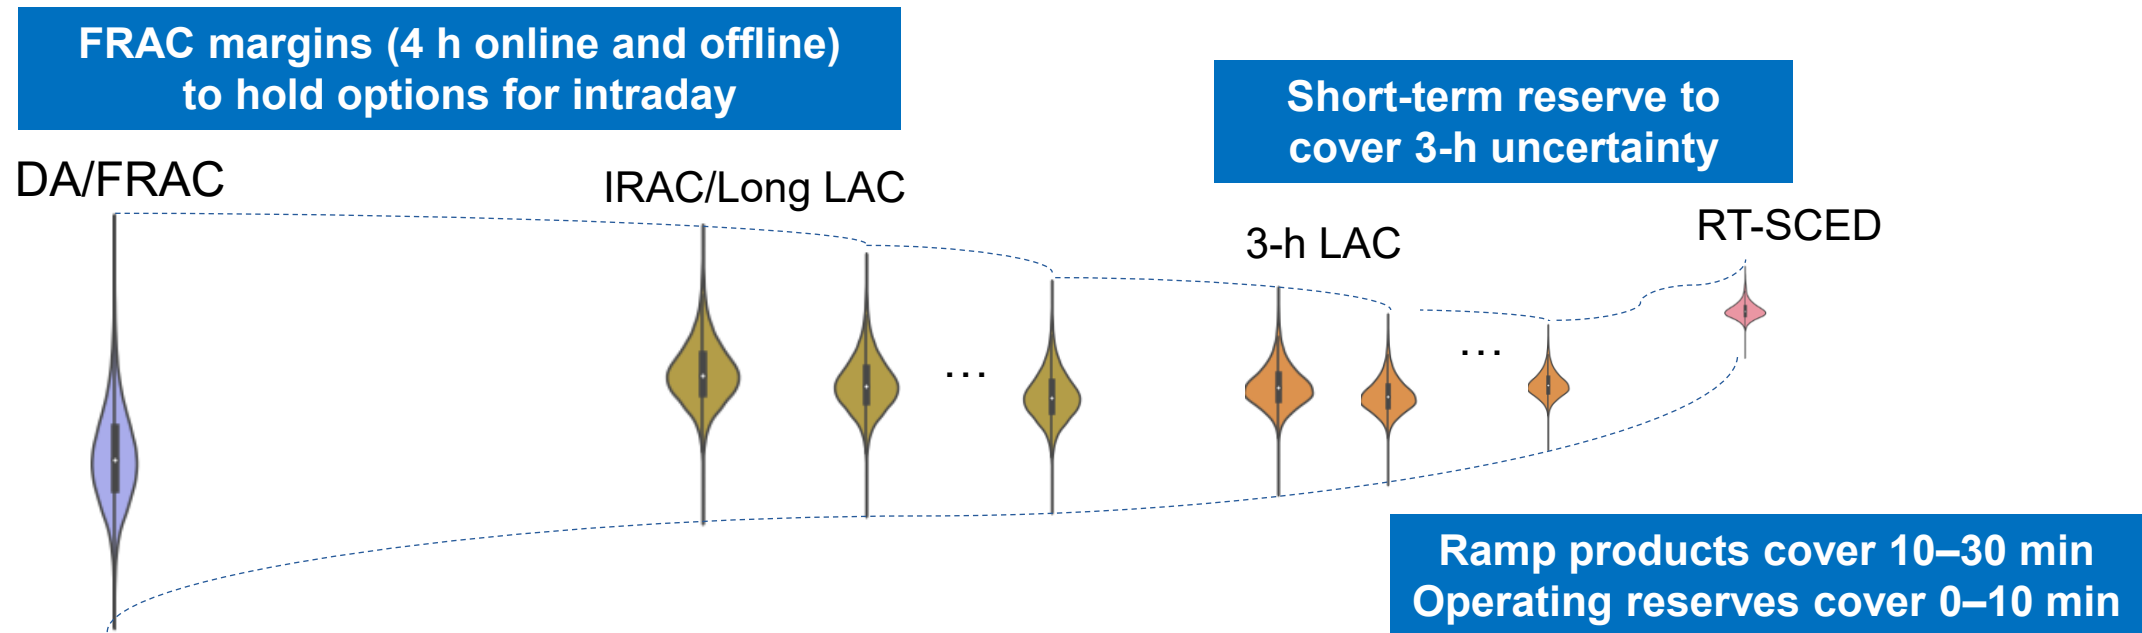 FRAC margins (4 h online and offline)
to hold options for intraday
Short-term reserve to
cover 3-h uncertainty
DA/FRAC
IRAC/Long LAC
3-h LAC
RT-SCED
...
...
Ramp products cover 10–30 min
Operating reserves cover 0–10 min